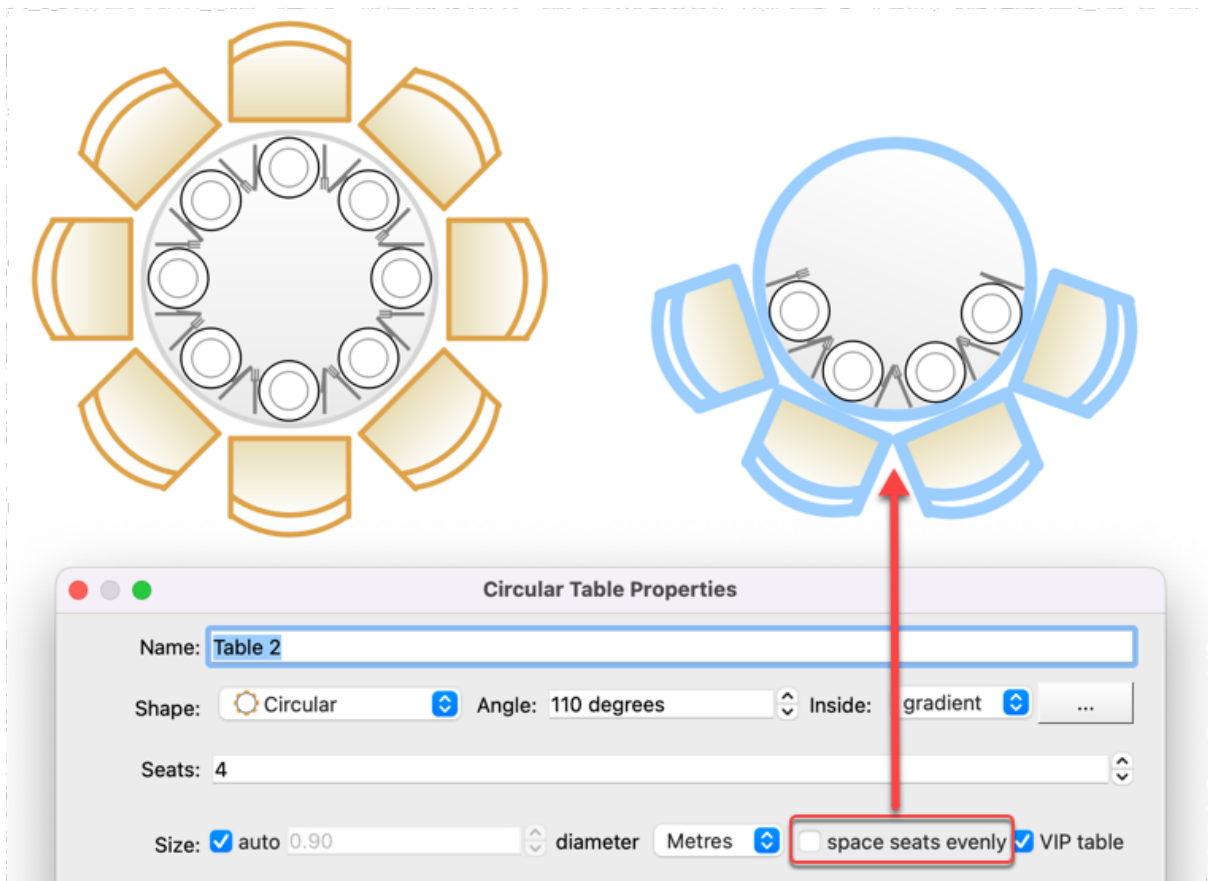 Circular Table Properties
Name: Table 2
Shape: Circular Angle: 110 degrees Inside: gradient ...
Seats: 4
Size: auto 0.90 diameter Metres space seats evenly VIP table